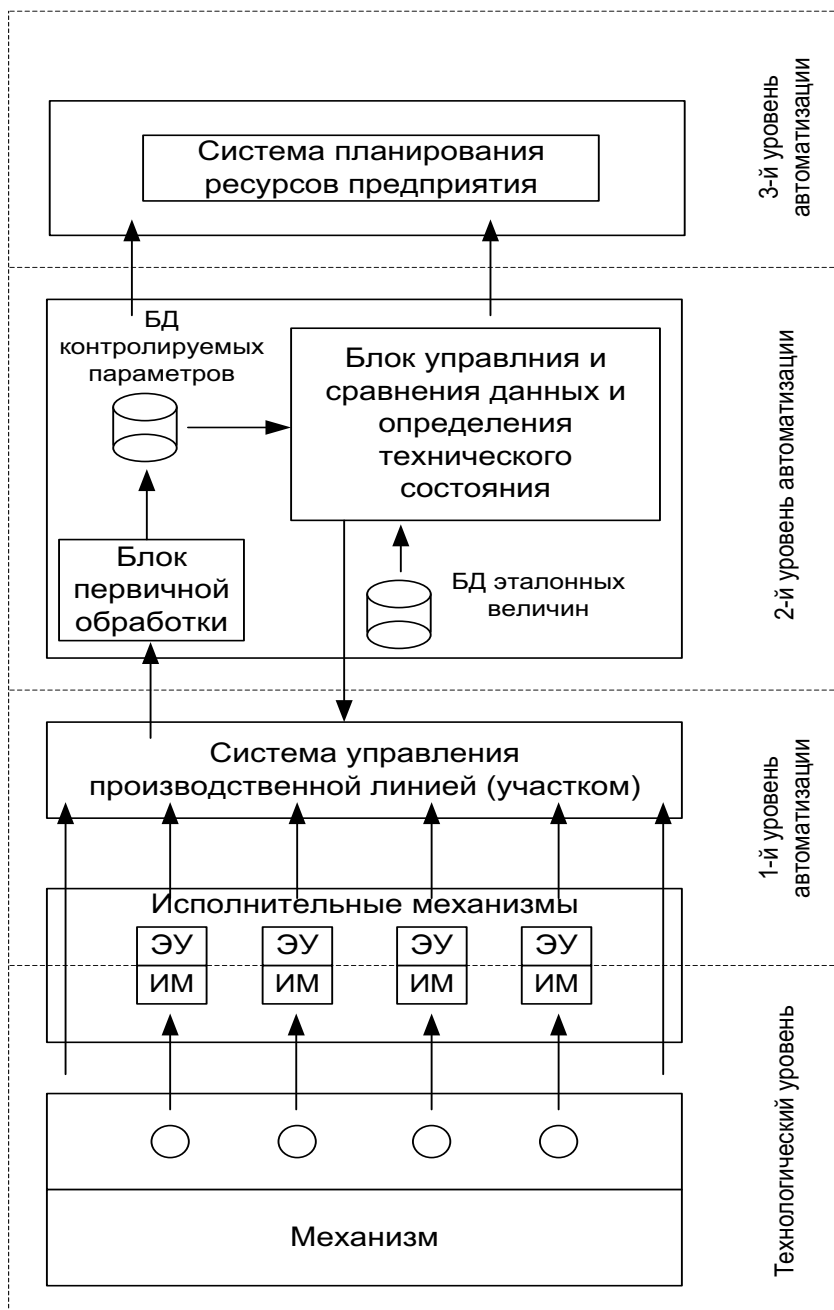 3-й уровень
автоматизации
Система планирования
ресурсов предприятия
2-й уровень автоматизации
БД
контролируемых
параметров
Блок управлния и
сравнения данных и
определения
технического
состояния
Блок
первичной
обработки
БД эталонных
величин
1-й уровень
автоматизации
Система управления
производственной линией (участком)
Исполнительные механизмы
ЭУ ЭУ ЭУ ЭУ
ИМ ИМ ИМ ИМ
Технологический уровень
Механизм